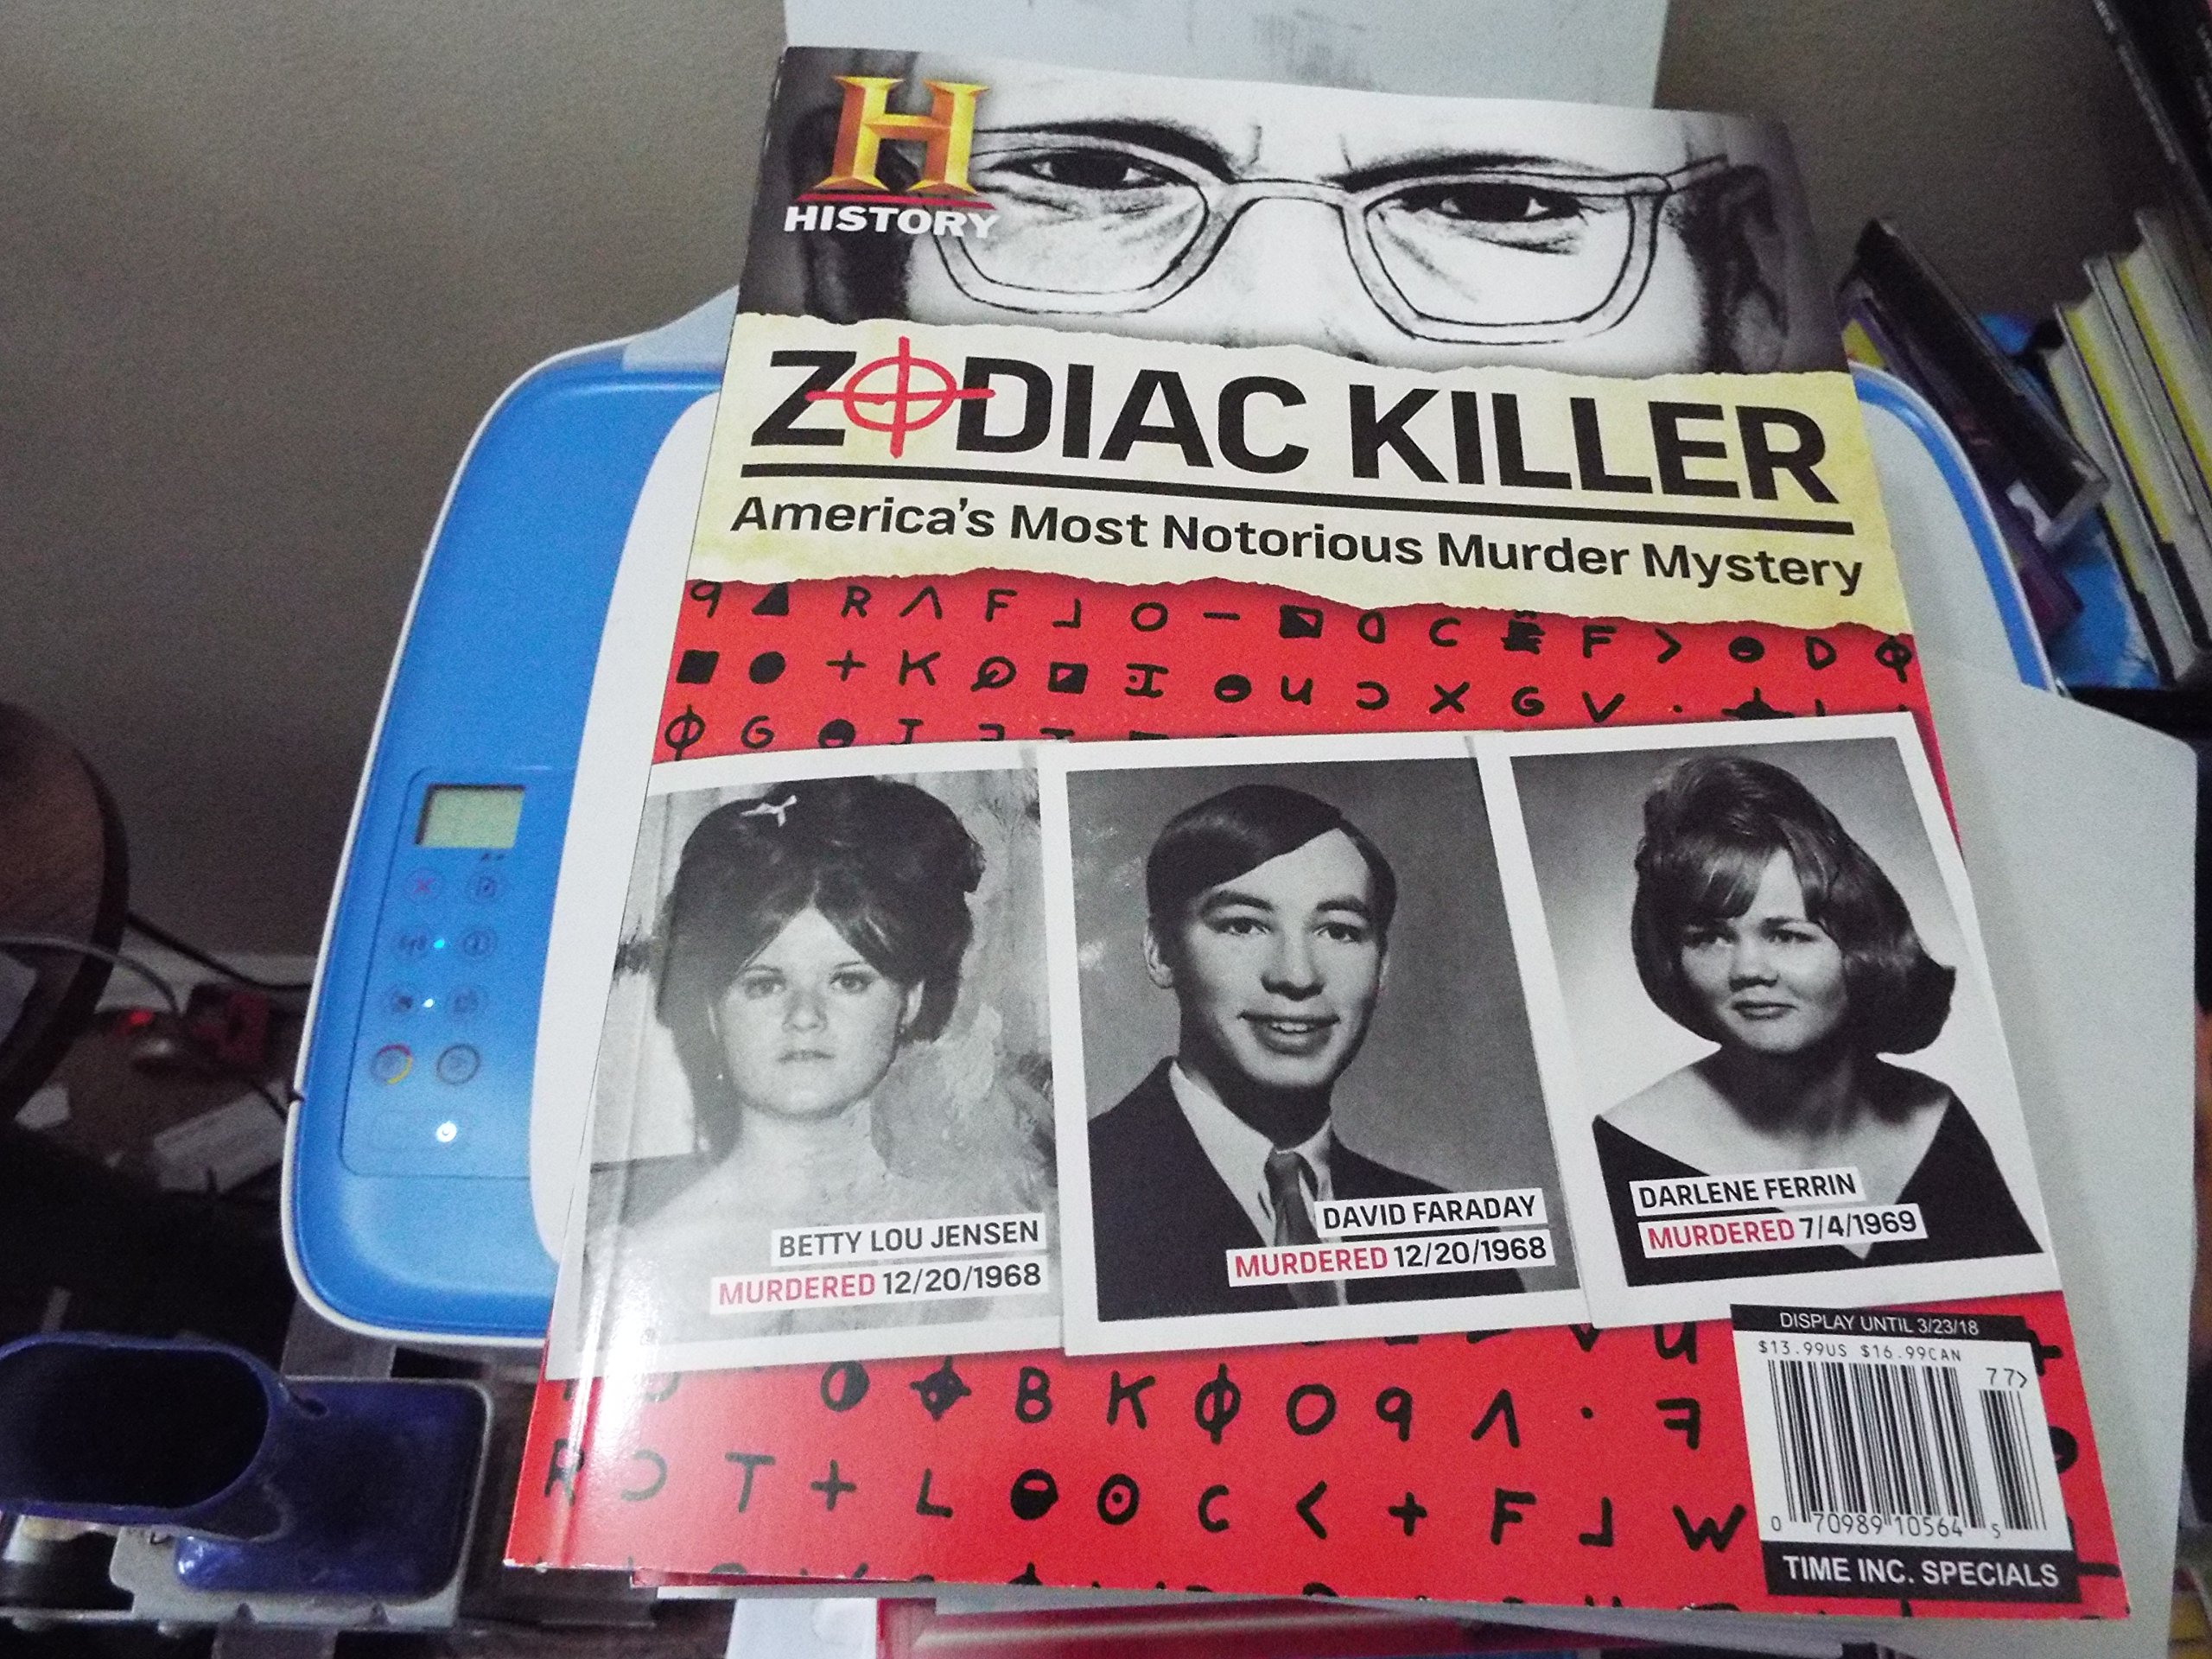 H
HISTORY
ZODIAC KILLER
America's Most Notorious Murder Mystery
BETTY LOU JENSEN
MURDERED 12/20/1968
DAVID FARADAY
MURDERED 12/20/1968
DARLENE FERRIN
MURDERED 7/4/1969
DISPLAY UNTIL 3/23/18
$13.99US $16.99CAN
77>
0 70989 10564 5
TIME INC. SPECIALS